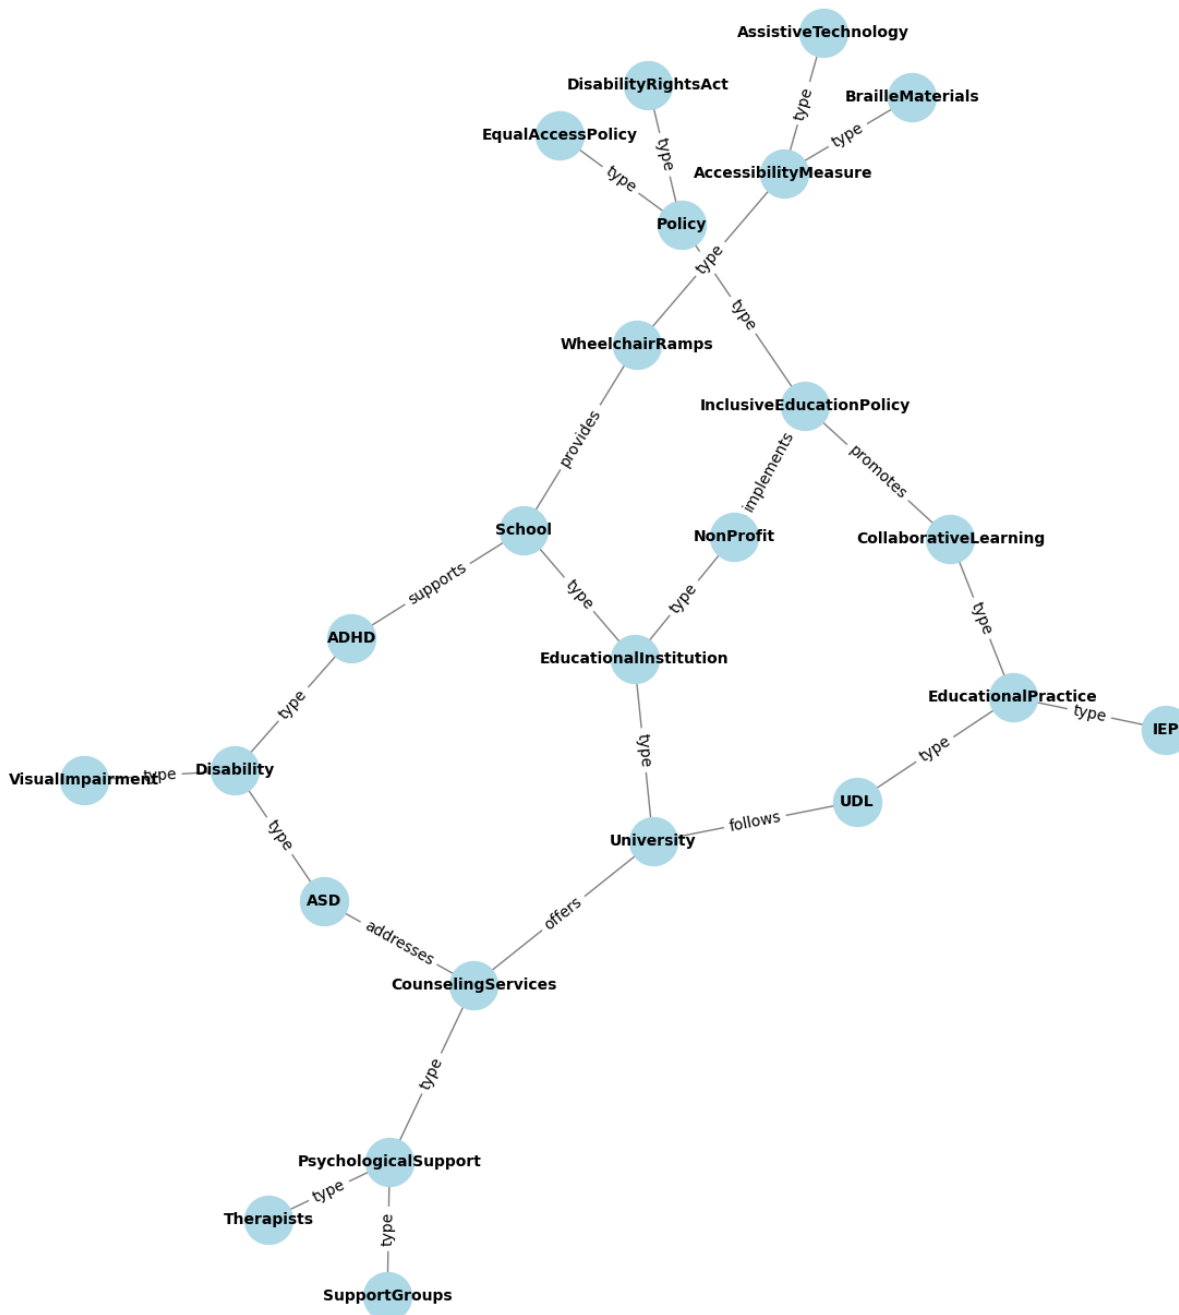 AssistiveTechnology
DisabilityRightsAct
BrailleMaterials
type
EqualAccessPolicy
type
type
type
AccessibilityMeasure
Policy
type
type
WheelchairRamps
InclusiveEducationPolicy
provides
implements
promotes
School
NonProfit
CollaborativeLearning
supports
type
type
type
ADHD
EducationalInstitution
type
EducationalPractice
type
IEP
type
type
Disability
VisualImpairment
type
UDL
type
follows
University
ASD
offers
addresses
CounselingServices
type
PsychologicalSupport
type
Therapists
type
SupportGroups